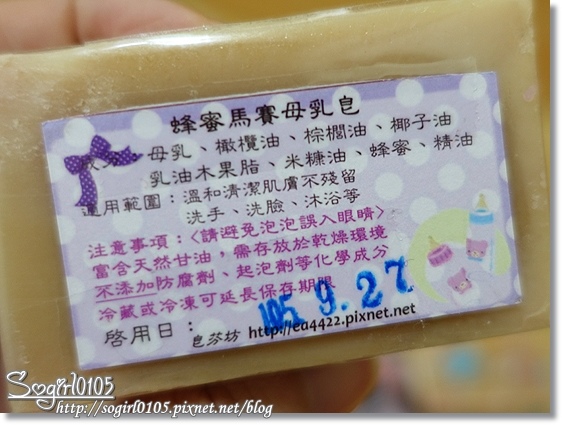 蜂蜜馬賽母乳皂
母乳、橄欖油、棕櫚油、椰子油
乳油木果脂、米糠油、蜂蜜、精油
適用範圍：溫和清潔肌膚不殘留
洗手、洗臉、沐浴等
注意事項：〈請避免泡泡誤入眼睛〉
富含天然甘油，需存放於乾燥環境
不添加防腐劑、起泡劑等化學成分
冷藏或冷凍可延長保存期限
啓用日： 105 9.27
皂芬坊 http://ea4422.pixnet.net
Sogirl0105
http://sogirl0105.pixnet.net/blog